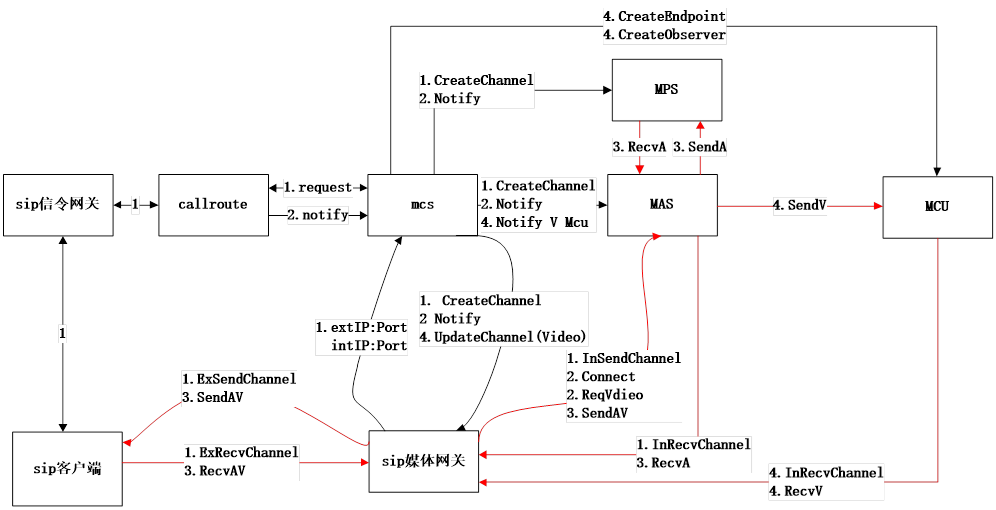 4.CreateEndpoint
4.CreateObserver
1.CreateChannel
2.Notify
MPS
3.RecvA
3.SendA
sip信令网关
1
callroute
1.request
2.notify
mcs
1.CreateChannel
2.Notify
4.Notify V Mcu
MAS
4.SendV
MCU
1
1.extIP:Port
intIP:Port
1. CreateChannel
2 Notify
4.UpdateChannel(Video)
1.InSendChannel
2.Connect
2.ReqVdieo
3.SendAV
1.ExSendChannel
3.SendAV
sip客户端
1.ExRecvChannel
3.RecvAV
sip媒体网关
1.InRecvChannel
3.RecvA
4.InRecvChannel
4.RecvV